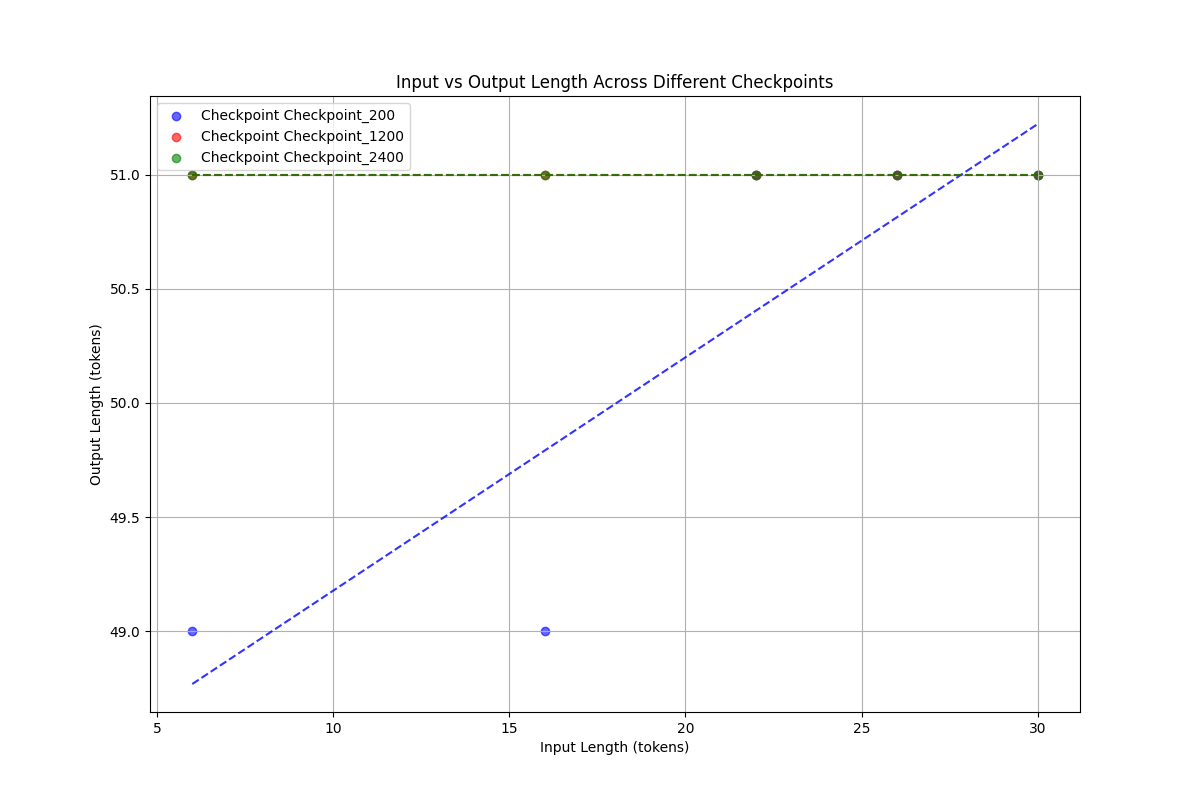 Input vs Output Length Across Different Checkpoints
Checkpoint Checkpoint_200
Checkpoint Checkpoint_1200
Checkpoint Checkpoint_2400
51.0
50.5
50.0
49.5
49.0
Output Length (tokens)
5 10 15 20 25 30
Input Length (tokens)